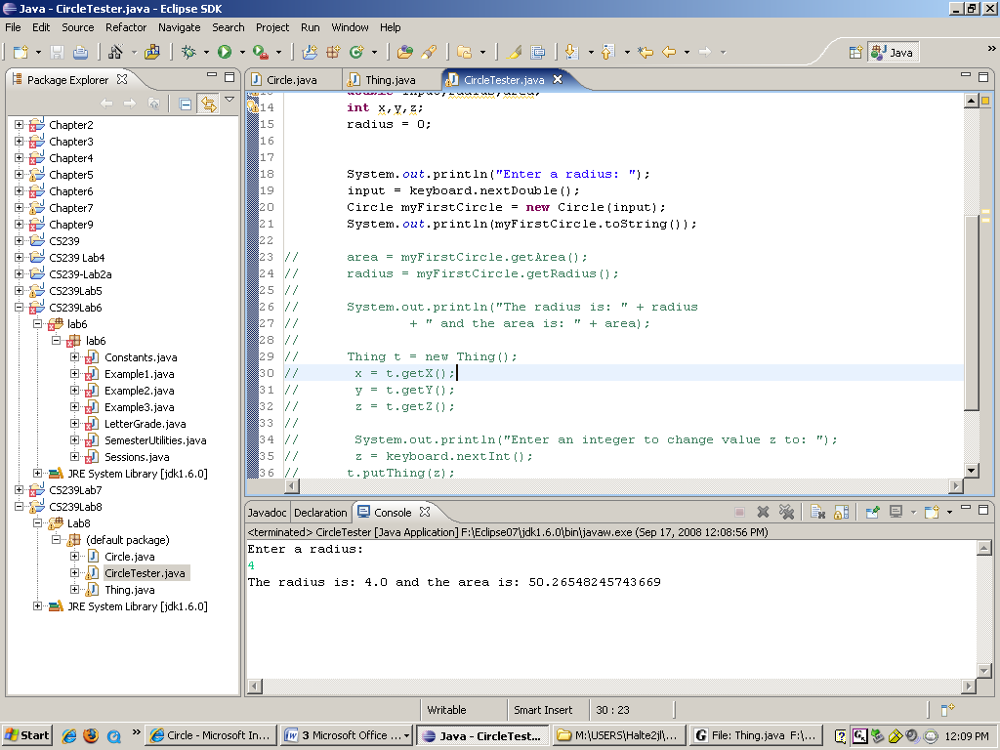 Java - CircleTester.java - Eclipse SDK
File Edit Source Refactor Navigate Search Project Run Window Help
Java
Package Explorer
Chapter2
Chapter3
Chapter4
Chapter5
Chapter6
Chapter7
Chapter9
CS239
CS239 Lab4
CS239-Lab2a
CS239Lab5
CS239Lab6
lab6
lab6
Constants.java
Example1.java
Example2.java
Example3.java
LetterGrade.java
SemesterUtilities.java
Sessions.java
JRE System Library [jdk1.6.0]
CS239Lab7
CS239Lab8
Lab8
(default package)
Circle.java
CircleTester.java
Thing.java
JRE System Library [jdk1.6.0]
Circle.java Thing.java CircleTester.java
13 double input,radius,area;
14 int x,y,z;
15 radius = 0;
16
17
18 System.out.println("Enter a radius: ");
19 input = keyboard.nextDouble();
20 Circle myFirstCircle = new Circle(input);
21 System.out.println(myFirstCircle.toString());
22
23 // area = myFirstCircle.getArea();
24 // radius = myFirstCircle.getRadius();
25 //
26 // System.out.println("The radius is: " + radius
27 // + " and the area is: " + area);
28 //
29 // Thing t = new Thing();
30 // x = t.getX();
31 // y = t.getY();
32 // z = t.getZ();
33 //
34 // System.out.println("Enter an integer to change value z to: ");
35 // z = keyboard.nextInt();
36 // t.putThing(z);
Javadoc Declaration Console
<terminated> CircleTester [Java Application] F:\Eclipse07\jdk1.6.0\bin\javaw.exe (Sep 17, 2008 12:08:56 PM)
Enter a radius:
4
The radius is: 4.0 and the area is: 50.26548245743669
Writable Smart Insert 30 : 23
Start Circle - Microsoft In... 3 Microsoft Office ... Java - CircleTest... M:\USERS\Halte2jl\... File: Thing.java F:\... 12:09 PM